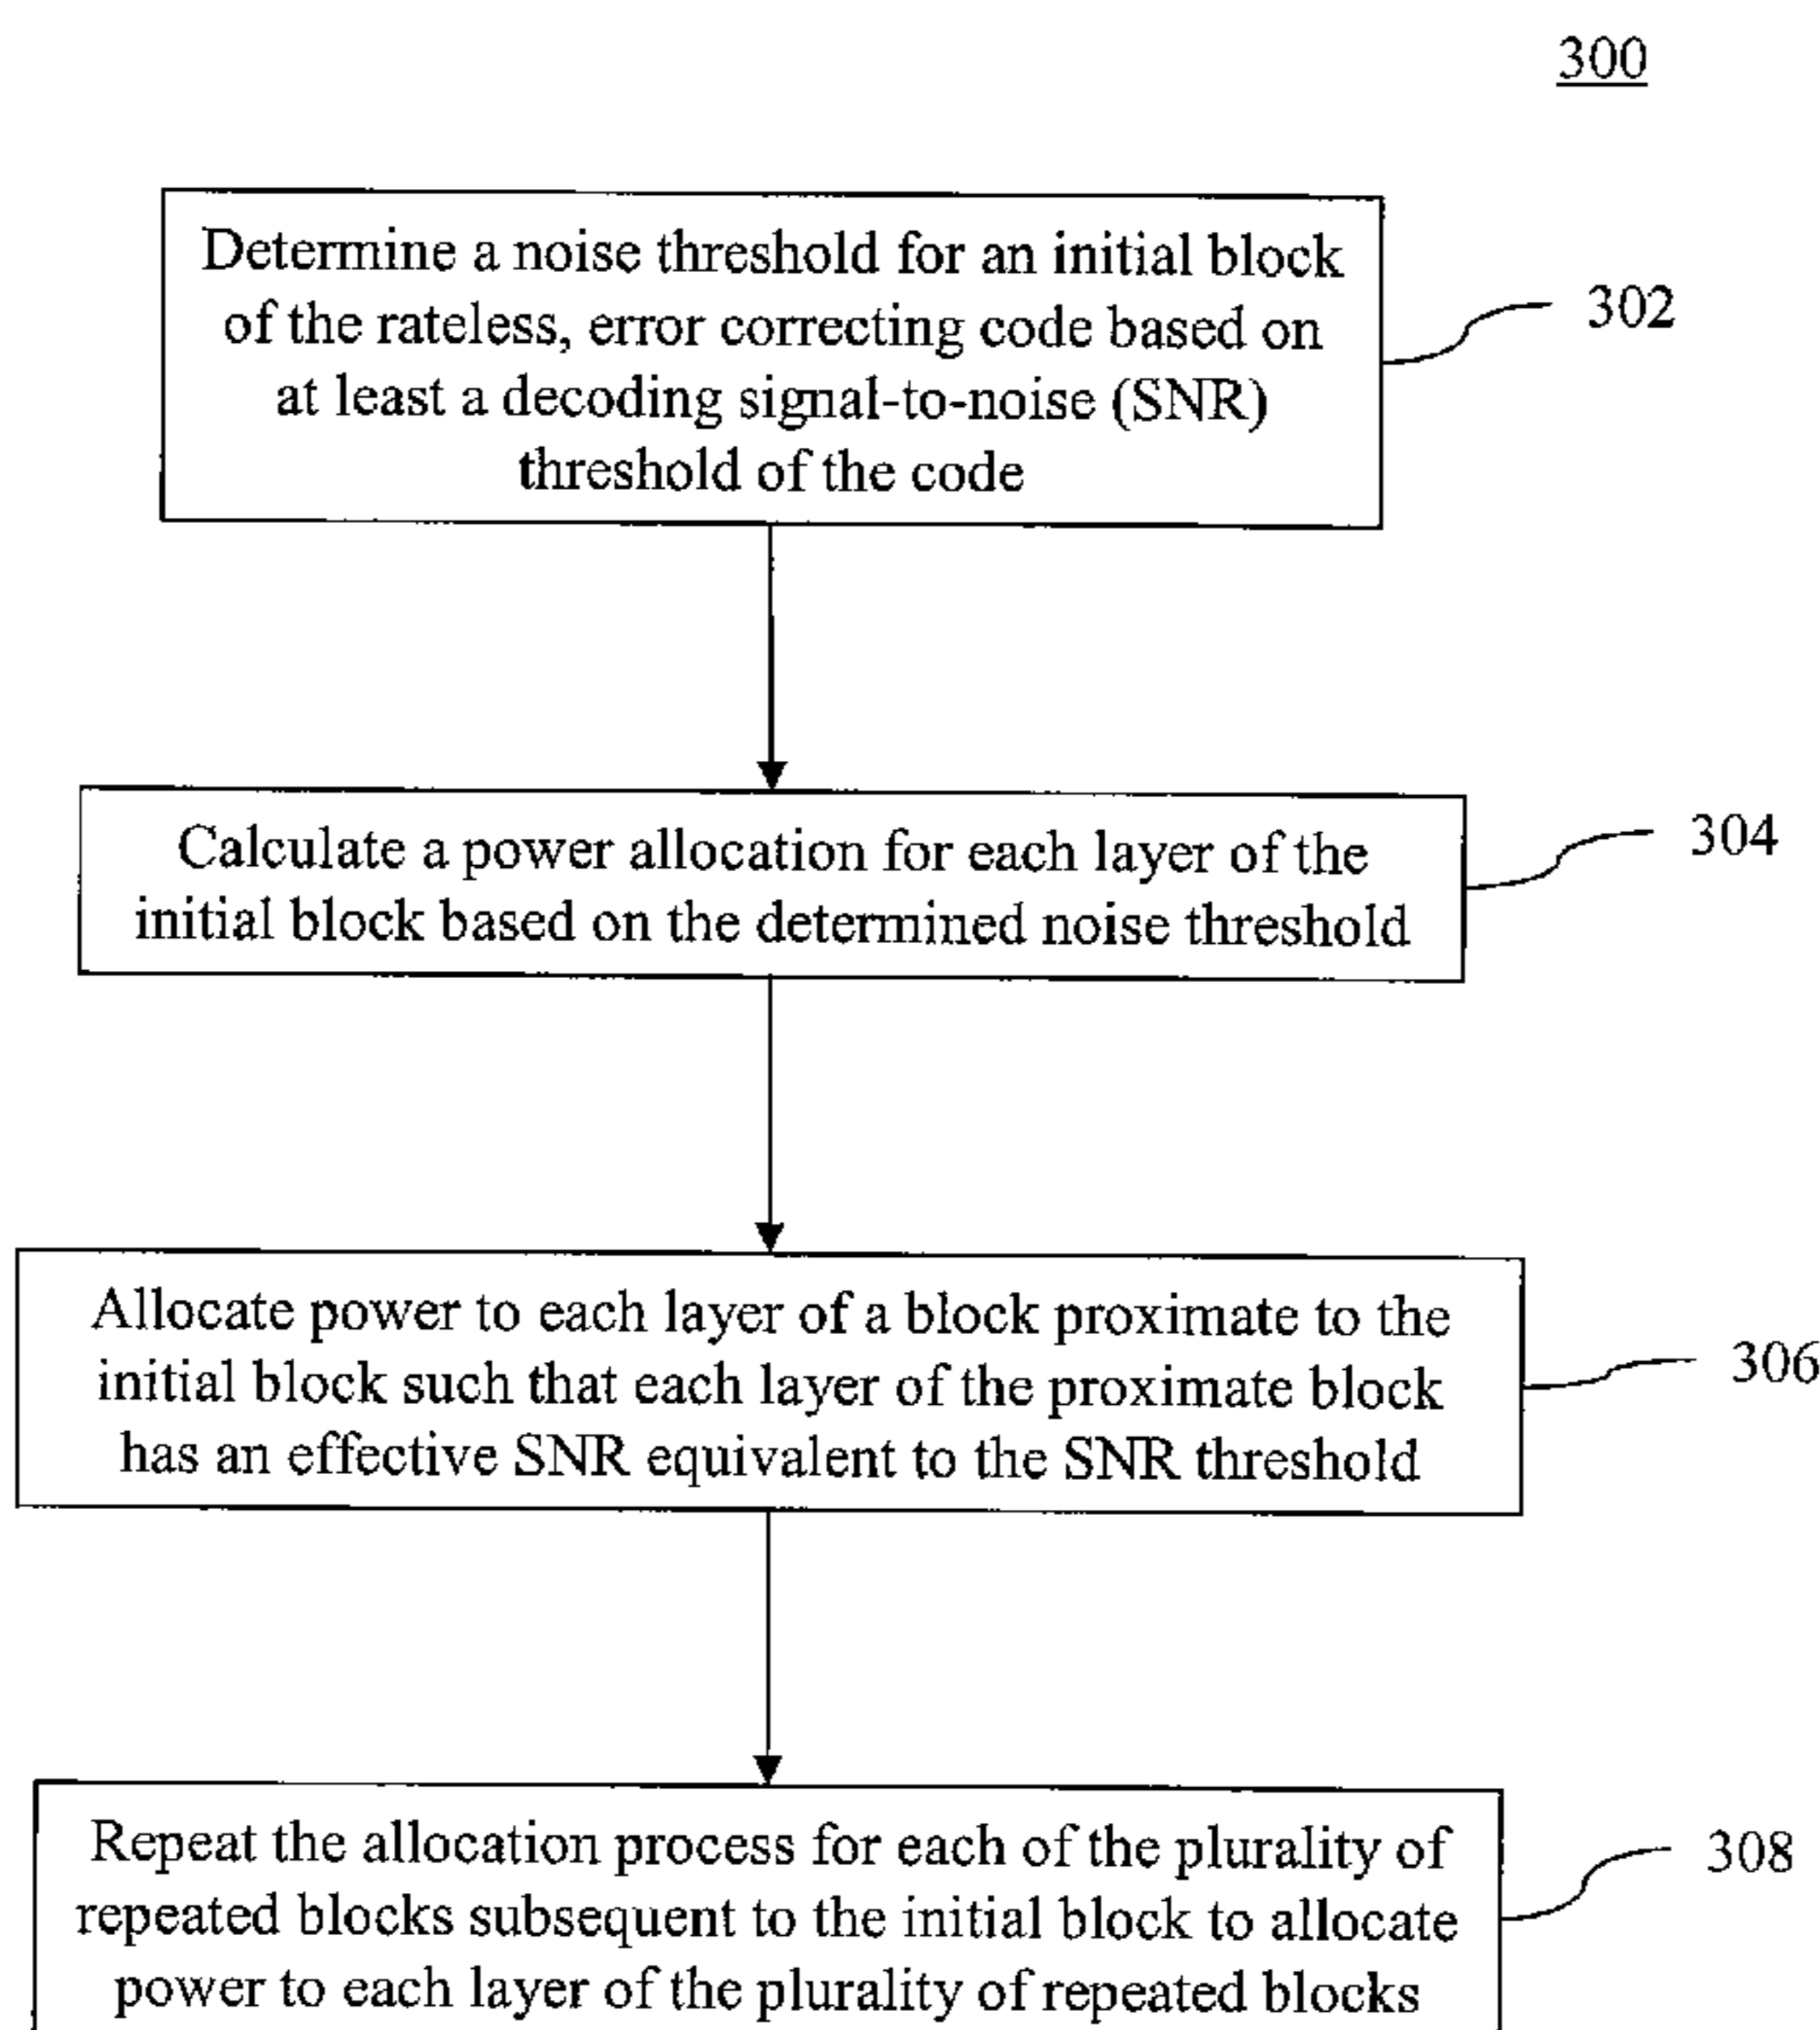 300
Determine a noise threshold for an initial block
of the rateless, error correcting code based on
at least a decoding signal-to-noise (SNR)
threshold of the code
302
Calculate a power allocation for each layer of the
initial block based on the determined noise threshold
304
Allocate power to each layer of a block proximate to the
initial block such that each layer of the proximate block
has an effective SNR equivalent to the SNR threshold
306
Repeat the allocation process for each of the plurality of
repeated blocks subsequent to the initial block to allocate
power to each layer of the plurality of repeated blocks
308